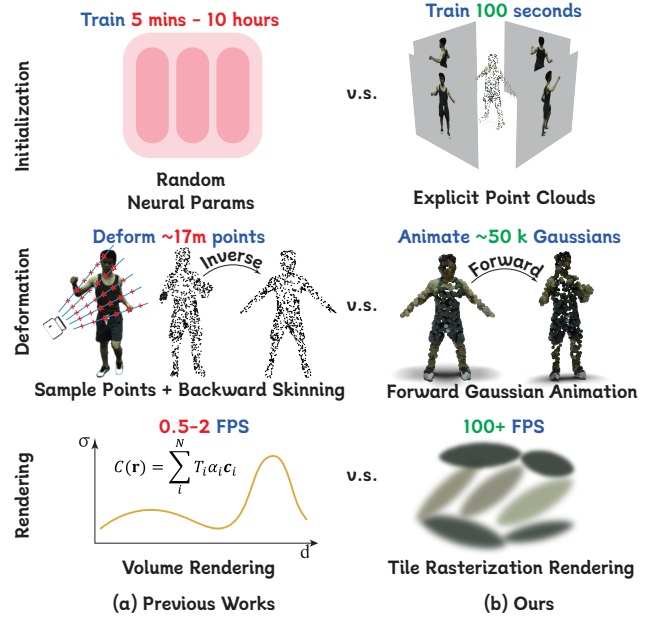 Train 5 mins - 10 hours
Train 100 seconds
Initialization
v.s.
Random
Neural Params
Explicit Point Clouds
Deform ~17m points
Animate ~50 k Gaussians
Deformation
Inverse
v.s.
Forward
Sample Points + Backward Skinning
Forward Gaussian Animation
0.5-2 FPS
100+ FPS
Rendering
σ
C(𝐫) = ∑_i^N T_i α_i 𝒄_i
d
v.s.
Volume Rendering
Tile Rasterization Rendering
(a) Previous Works
(b) Ours